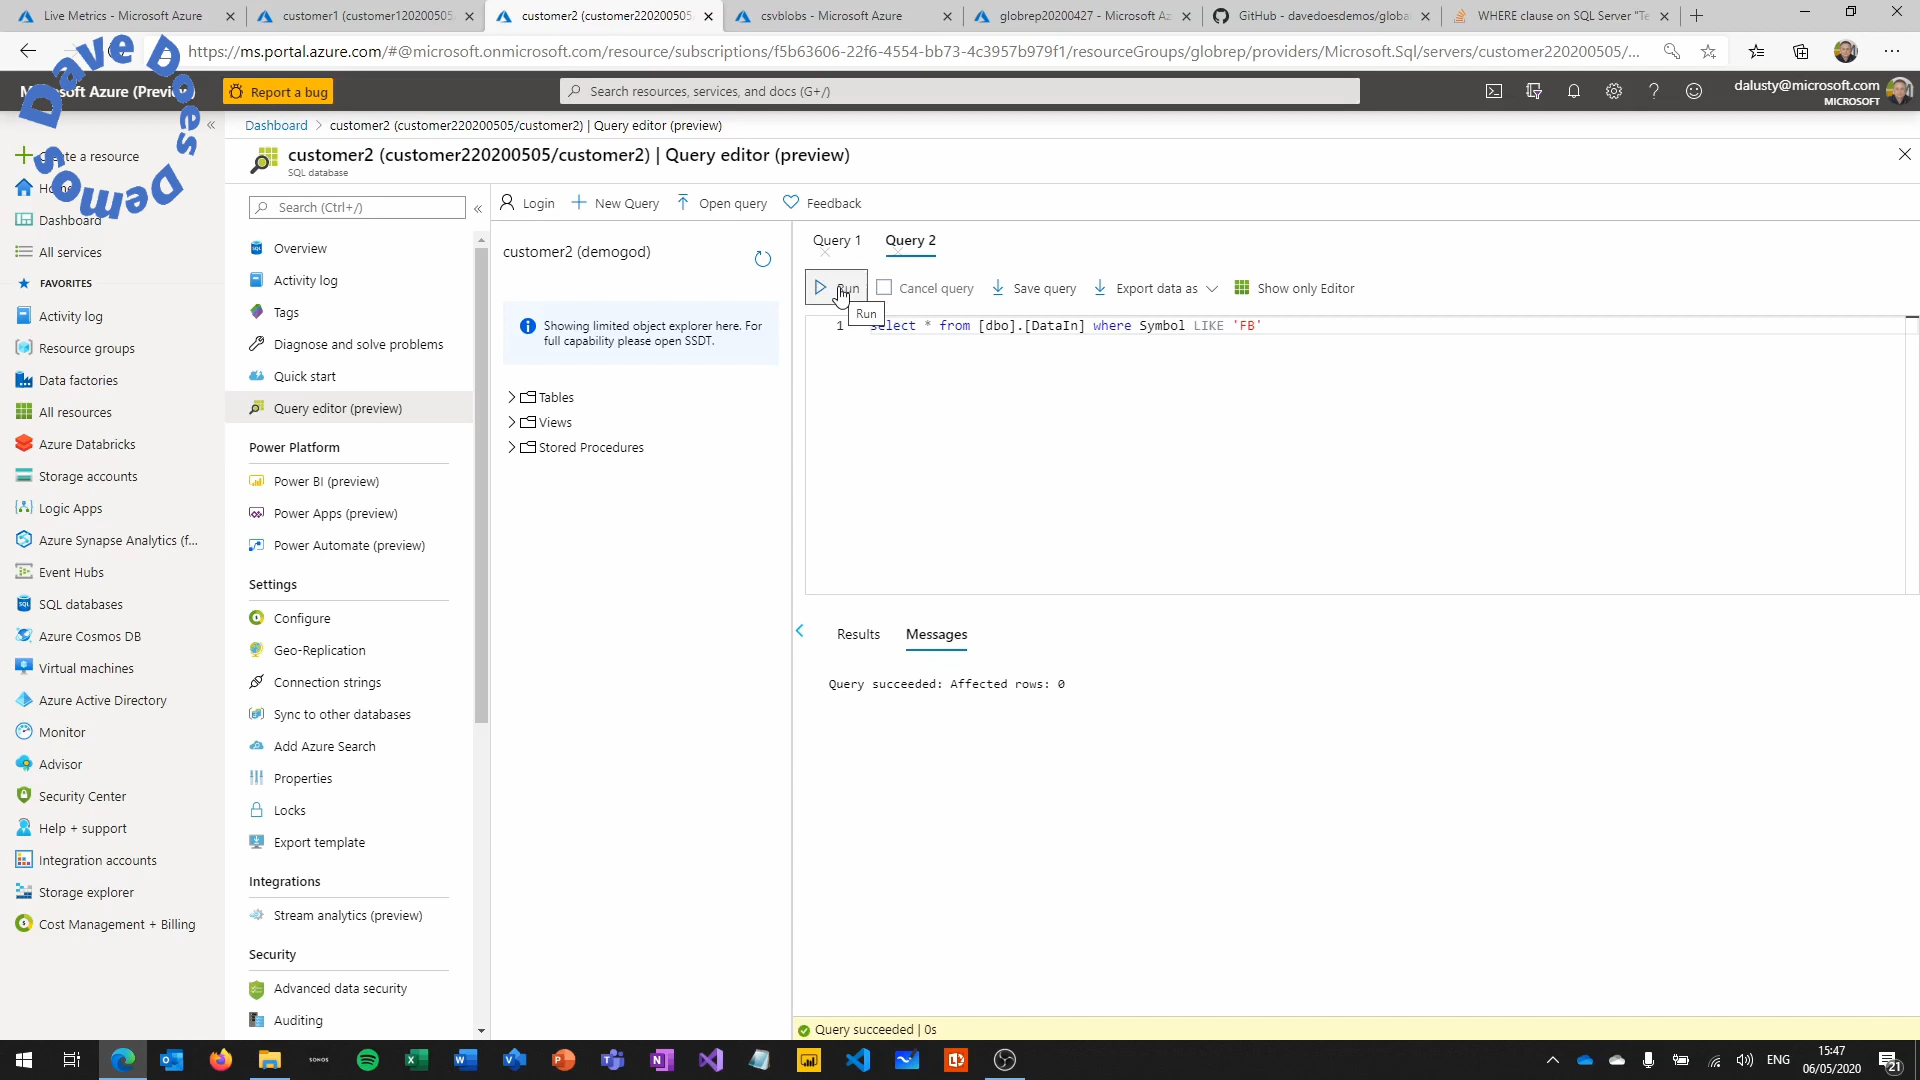 Live Metrics - Microsoft Azure
customer1 (customer120200505
customer2 (customer220200505
csvblobs - Microsoft Azure
globrep20200427 - Microsoft Az
GitHub - davedoesdemos/globa
WHERE clause on SQL Server "Te
https://ms.portal.azure.com/#@microsoft.onmicrosoft.com/resource/subscriptions/f5b63606-22f6-4554-bb73-4c3957b979f1/resourceGroups/globrep/providers/Microsoft.Sql/servers/customer220200505/...
Dave Does Demos
Report a bug
Search resources, services, and docs (G+/)
dalusty@microsoft.com
MICROSOFT
Dashboard > customer2 (customer220200505/customer2) | Query editor (preview)
customer2 (customer220200505/customer2) | Query editor (preview)
SQL database
a resource
Dashboard
All services
FAVORITES
Activity log
Resource groups
Data factories
All resources
Azure Databricks
Storage accounts
Logic Apps
Azure Synapse Analytics (f...
Event Hubs
SQL databases
Azure Cosmos DB
Virtual machines
Azure Active Directory
Monitor
Advisor
Security Center
Help + support
Integration accounts
Storage explorer
Cost Management + Billing
Search (Ctrl+/)
Overview
Activity log
Tags
Diagnose and solve problems
Quick start
Query editor (preview)
Power Platform
Power BI (preview)
Power Apps (preview)
Power Automate (preview)
Settings
Configure
Geo-Replication
Connection strings
Sync to other databases
Add Azure Search
Properties
Locks
Export template
Integrations
Stream analytics (preview)
Security
Advanced data security
Auditing
Login
New Query
Open query
Feedback
customer2 (demogod)
Showing limited object explorer here. For
full capability please open SSDT.
Tables
Views
Stored Procedures
Query 1
Query 2
Run
Cancel query
Save query
Export data as
Show only Editor
Run
1 select * from [dbo].[DataIn] where Symbol LIKE 'FB'
Results
Messages
Query succeeded: Affected rows: 0
Query succeeded | 0s
SONOS
ENG
15:47
06/05/2020
21